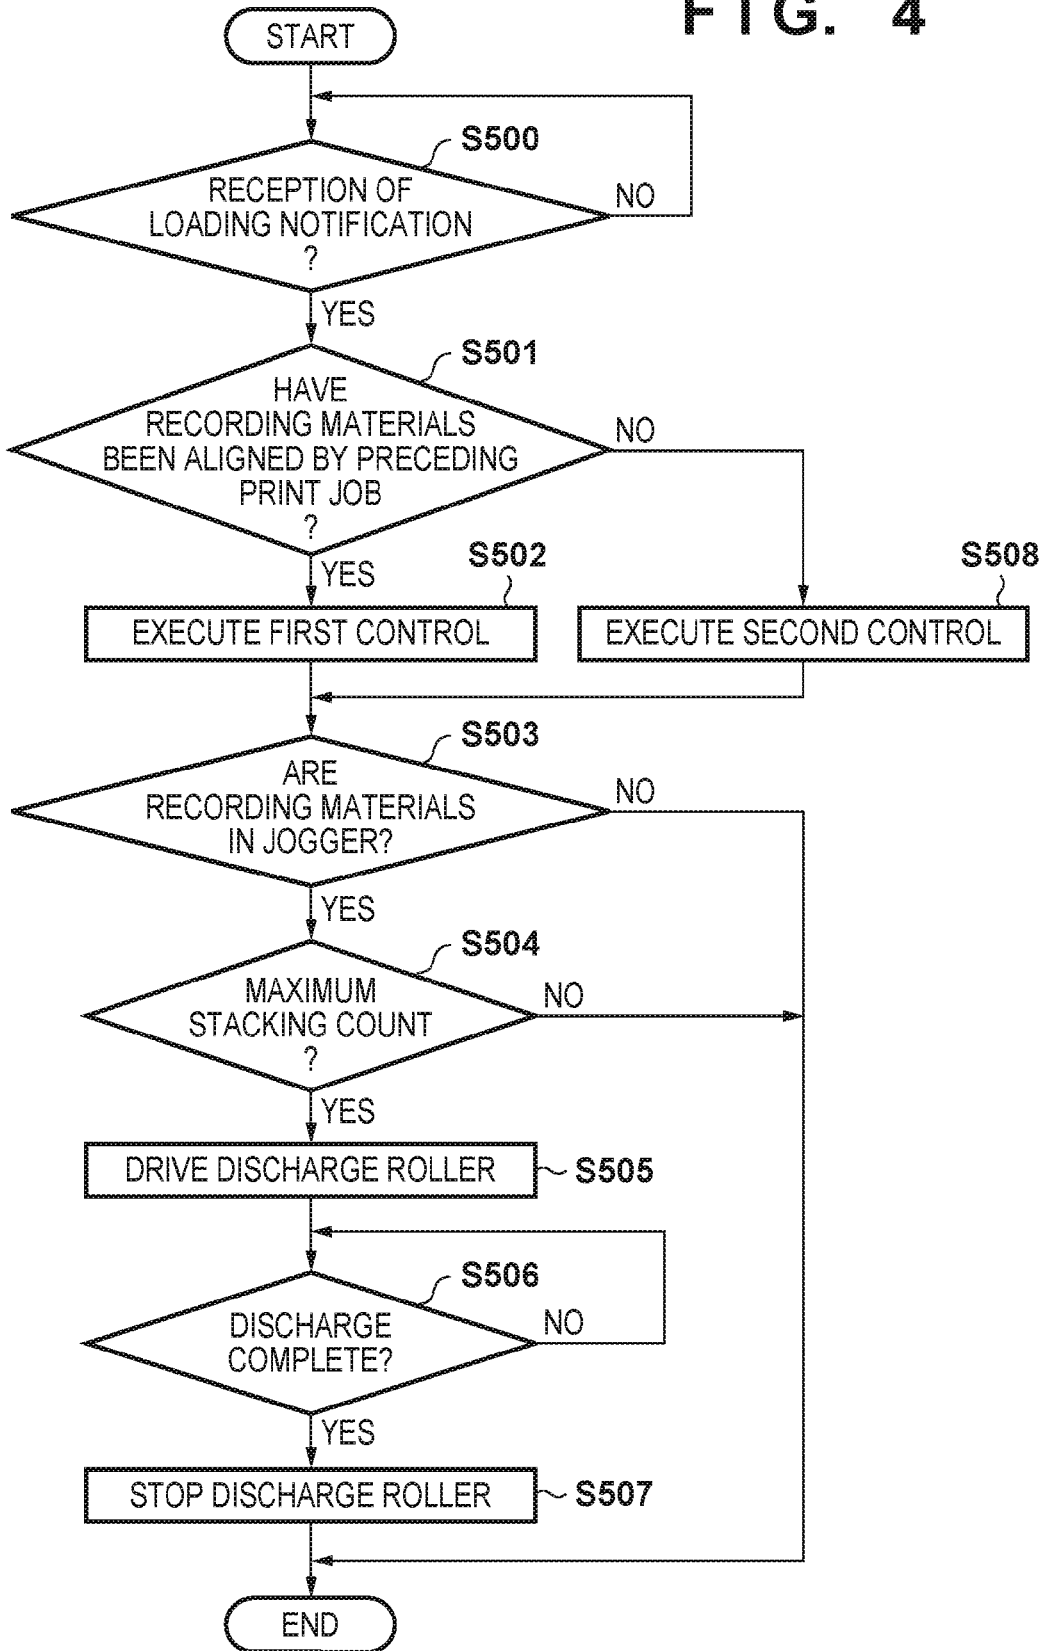 FIG. 4
START
S500
RECEPTION OF
LOADING NOTIFICATION
?
NO
YES
S501
HAVE
RECORDING MATERIALS
BEEN ALIGNED BY PRECEDING
PRINT JOB
?
NO
YES
S502
EXECUTE FIRST CONTROL
S508
EXECUTE SECOND CONTROL
S503
ARE
RECORDING MATERIALS
IN JOGGER?
NO
YES
S504
MAXIMUM
STACKING COUNT
?
NO
YES
DRIVE DISCHARGE ROLLER
S505
S506
DISCHARGE
COMPLETE?
NO
YES
STOP DISCHARGE ROLLER
S507
END